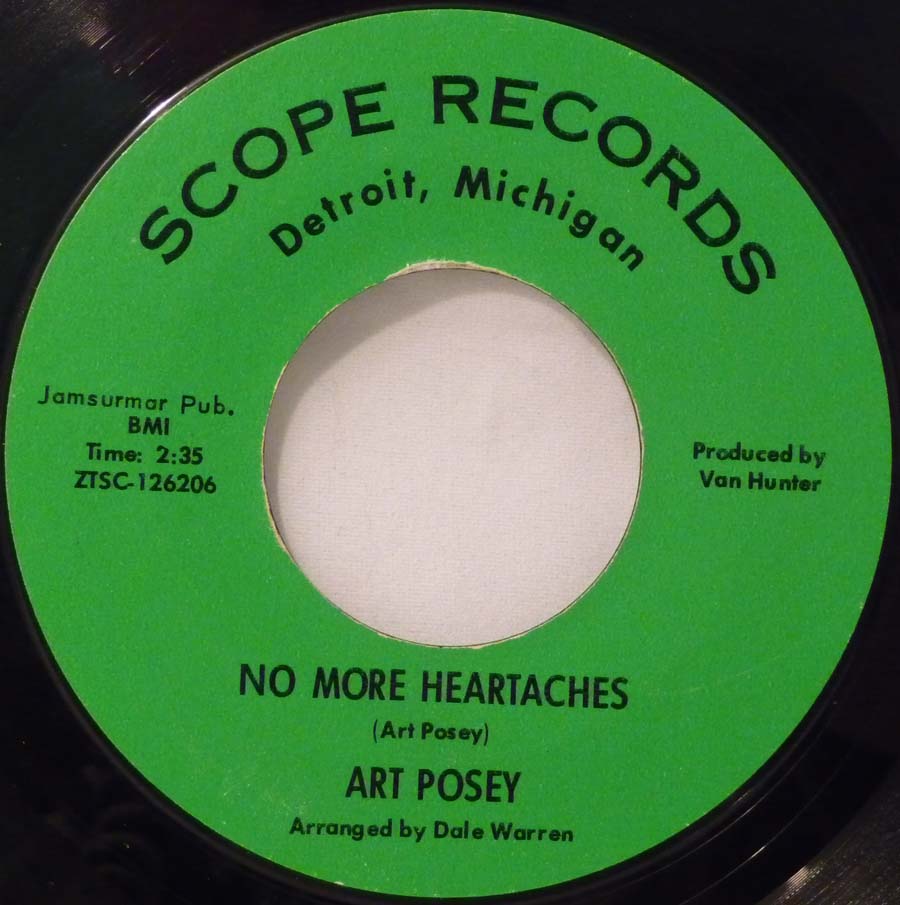 SCOPE RECORDS
Detroit, Michigan
Jamsurmar Pub.
BMI
Time: 2:35
ZTSC-126206
Produced by
Van Hunter
NO MORE HEARTACHES
(Art Posey)
ART POSEY
Arranged by Dale Warren